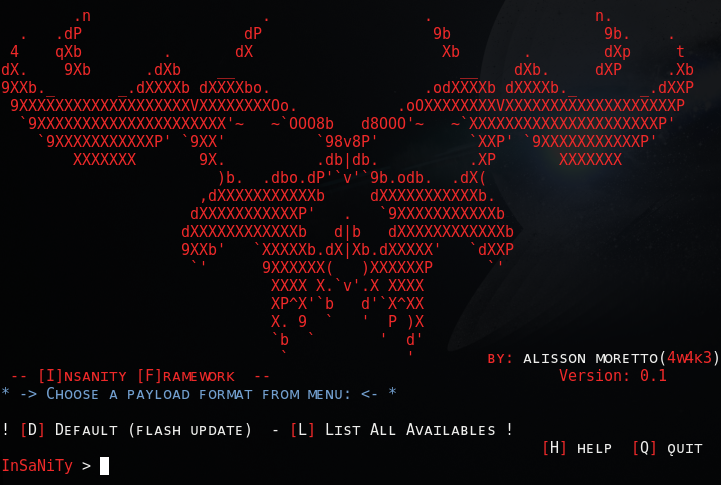 BY: ALISSON MORETTO(4W4K3)
-- [I]NSANITY [F]RAMEWORK --
Version: 0.1
* -> CHOOSE A PAYLOAD FORMAT FROM MENU: <- *
! [D] DEFAULT (FLASH UPDATE) - [L] LIST ALL AVAILABLES !
[H] HELP [Q] QUIT
InSaNiTy >